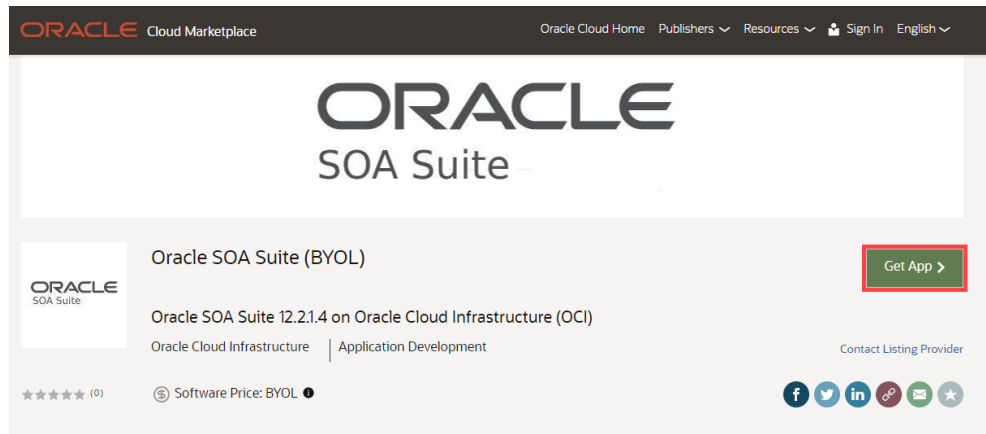 ORACLE Cloud Marketplace Oracle Cloud Home Publishers Resources Sign In English
ORACLE
SOA Suite
ORACLE
SOA Suite
Oracle SOA Suite (BYOL)
Get App
Oracle SOA Suite 12.2.1.4 on Oracle Cloud Infrastructure (OCI)
Oracle Cloud Infrastructure | Application Development
Contact Listing Provider
(0) Software Price: BYOL